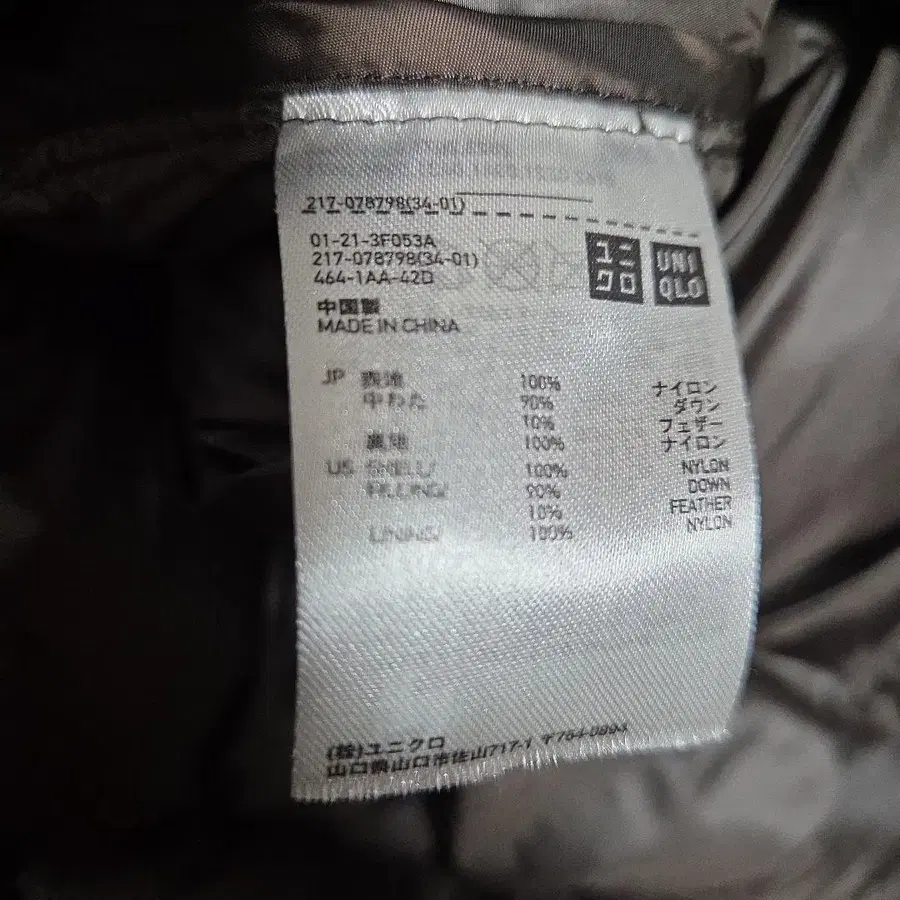 217-078798(34-01)
01-21-3F053A
217-078798(34-01)
464-1AA-42D
ユニクロ
UNIQLO
中国製
MADE IN CHINA
JP 表地 100% ナイロン
中わた 90% ダウン
10% フェザー
裏地 100% ナイロン
US SHELL/ 100% NYLON
FILLING/ 90% DOWN
10% FEATHER
LINING/ 100% NYLON
(株)ユニクロ
山口県山口市佐山717-1